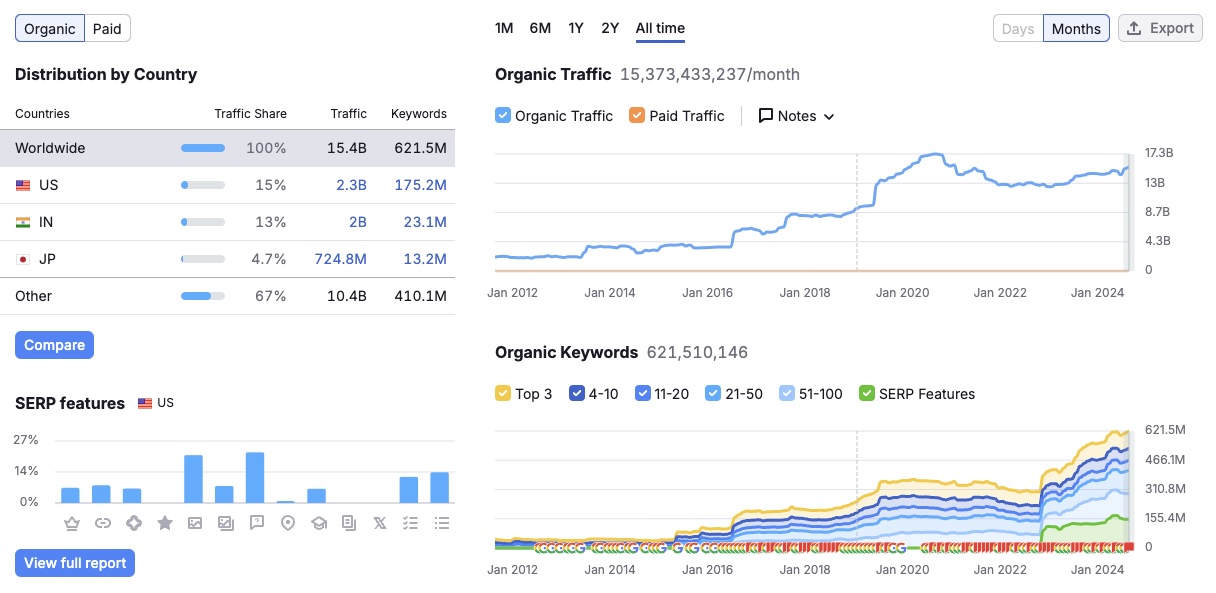 Organic Paid
Distribution by Country
Countries Traffic Share Traffic Keywords
Worldwide 100% 15.4B 621.5M
US 15% 2.3B 175.2M
IN 13% 2B 23.1M
JP 4.7% 724.8M 13.2M
Other 67% 10.4B 410.1M
Compare
SERP features US
27%
14%
0%
View full report
1M 6M 1Y 2Y All time
Days Months Export
Organic Traffic 15,373,433,237/month
Organic Traffic Paid Traffic Notes
17.3B
13B
8.7B
4.3B
0
Jan 2012 Jan 2014 Jan 2016 Jan 2018 Jan 2020 Jan 2022 Jan 2024
Organic Keywords 621,510,146
Top 3 4-10 11-20 21-50 51-100 SERP Features
621.5M
466.1M
310.8M
155.4M
0
Jan 2012 Jan 2014 Jan 2016 Jan 2018 Jan 2020 Jan 2022 Jan 2024